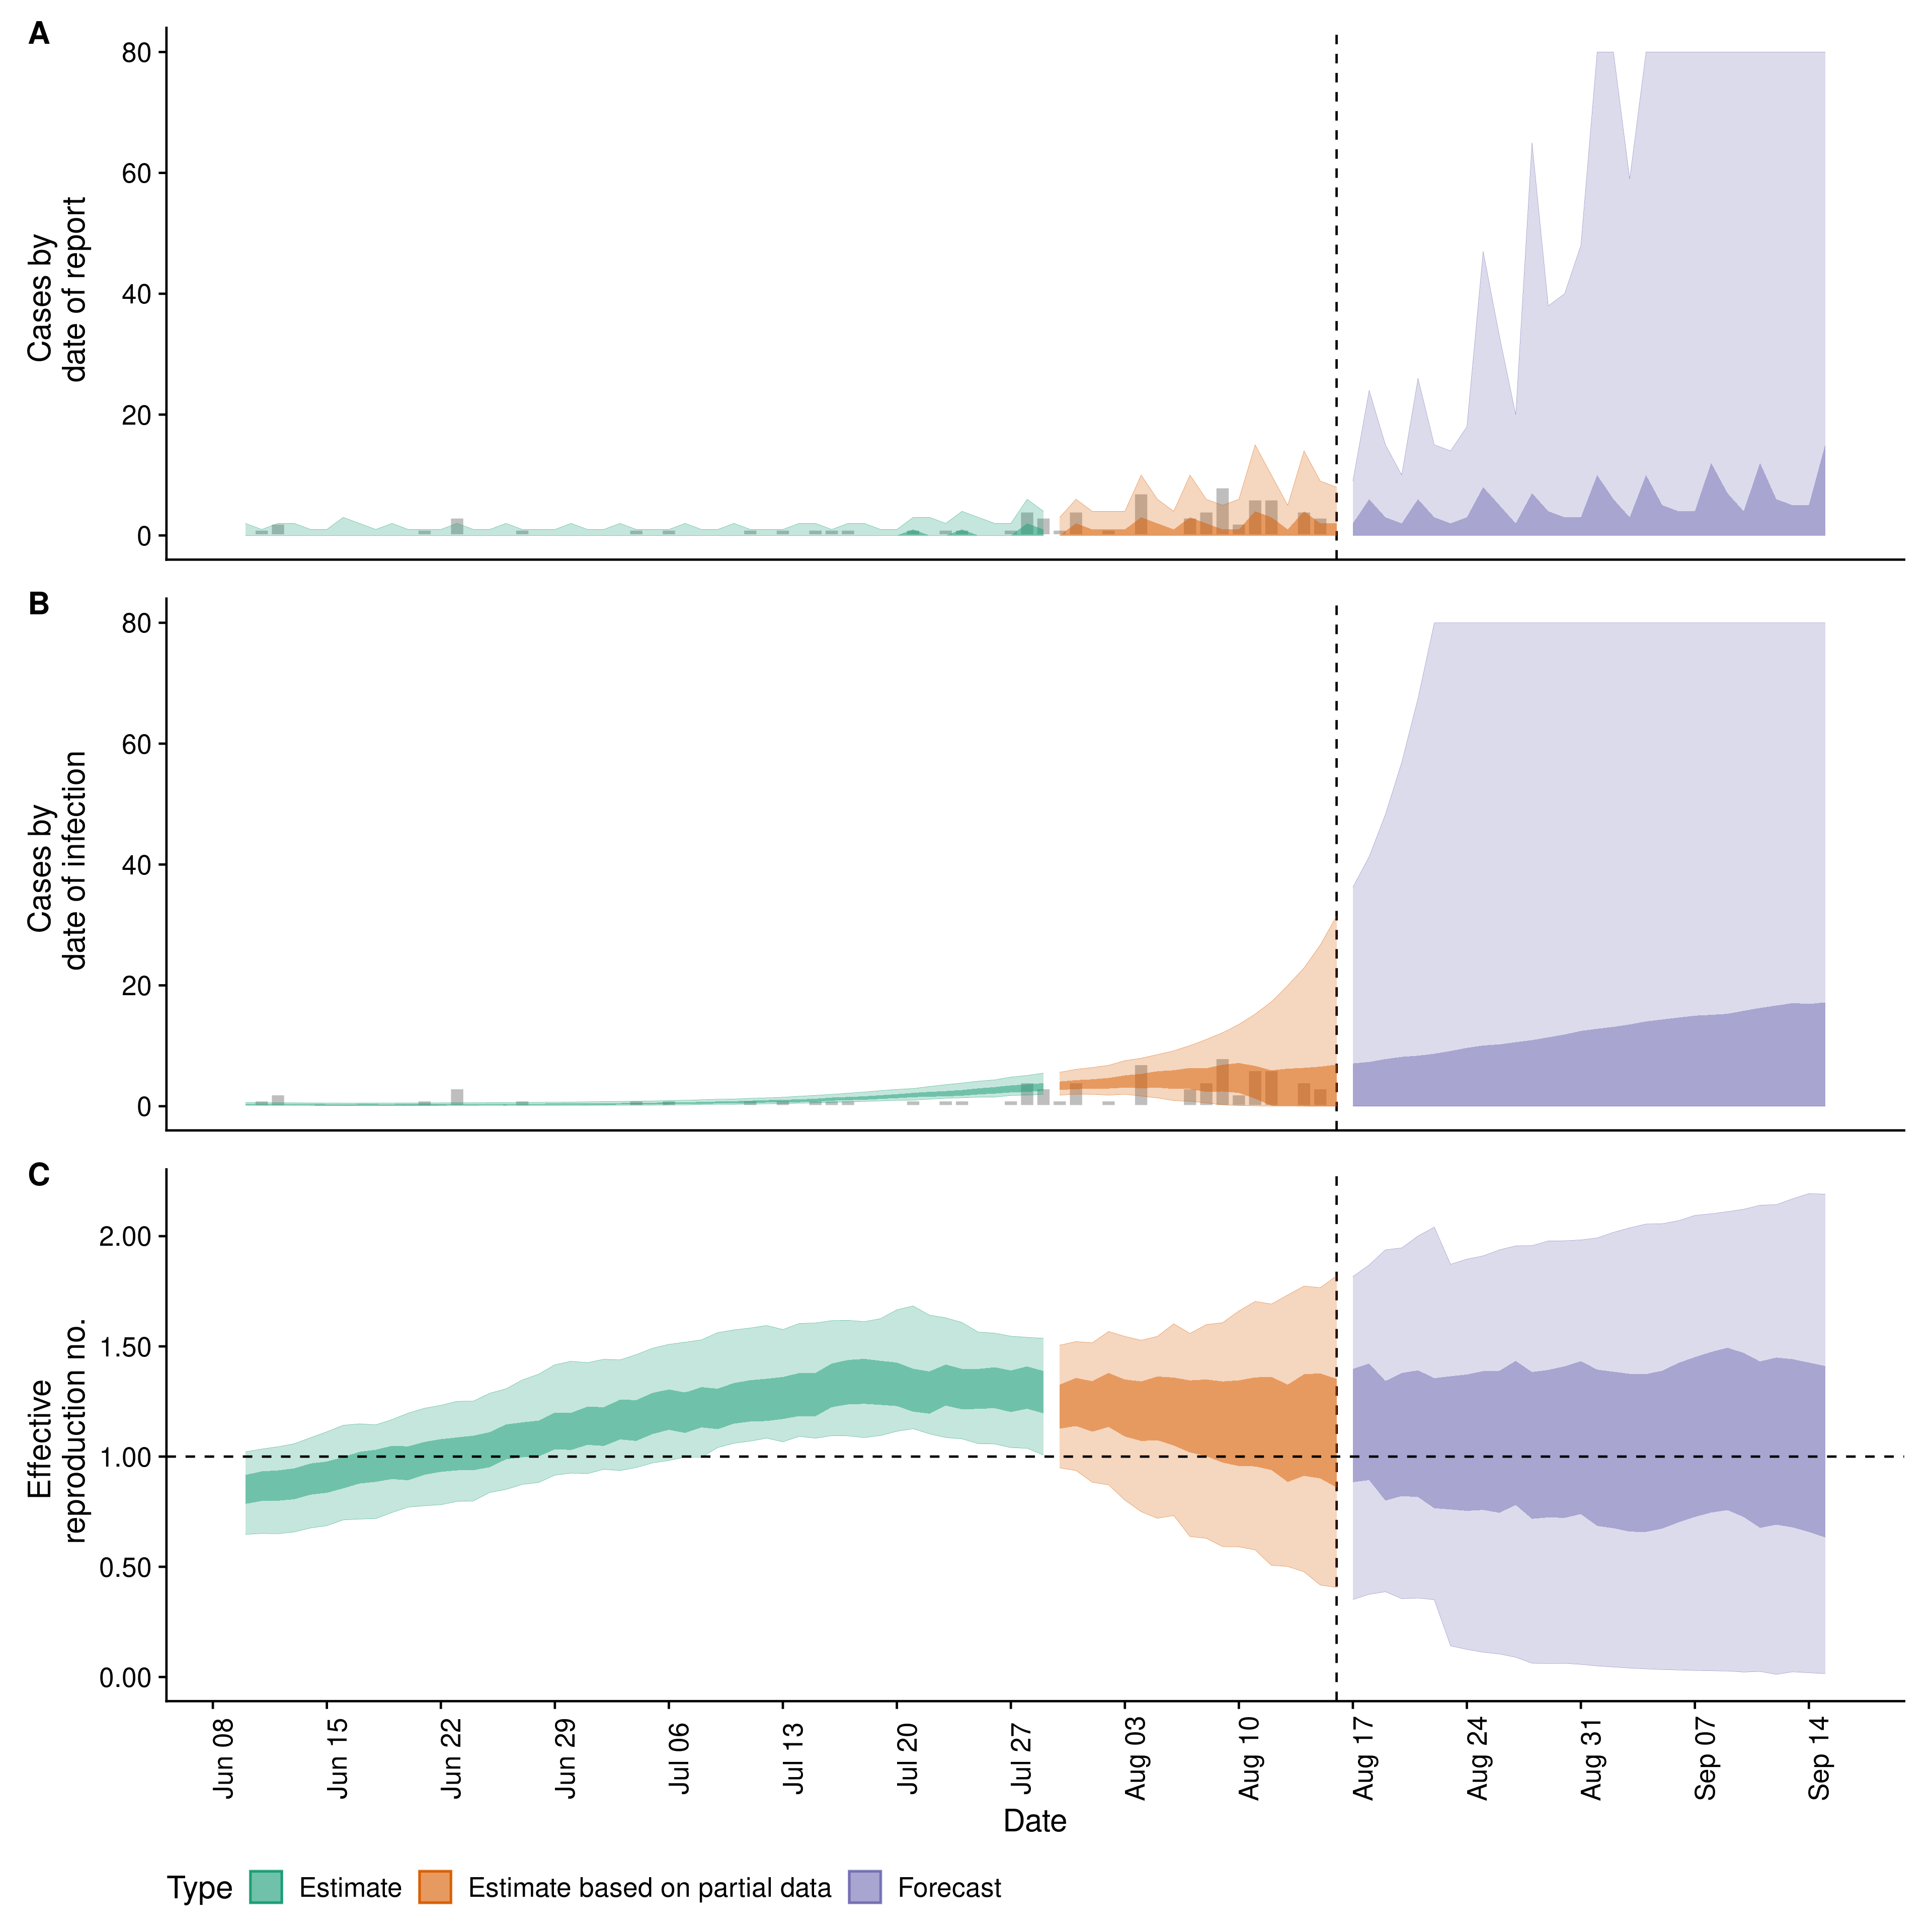 A
80
60
40
20
0
Cases by
date of report
B
80
60
40
20
0
Cases by
date of infection
C
2.00
1.50
1.00
0.50
0.00
Effective
reproduction no.
Jun 08
Jun 15
Jun 22
Jun 29
Jul 06
Jul 13
Jul 20
Jul 27
Aug 03
Aug 10
Aug 17
Aug 24
Aug 31
Sep 07
Sep 14
Date
Type Estimate Estimate based on partial data Forecast